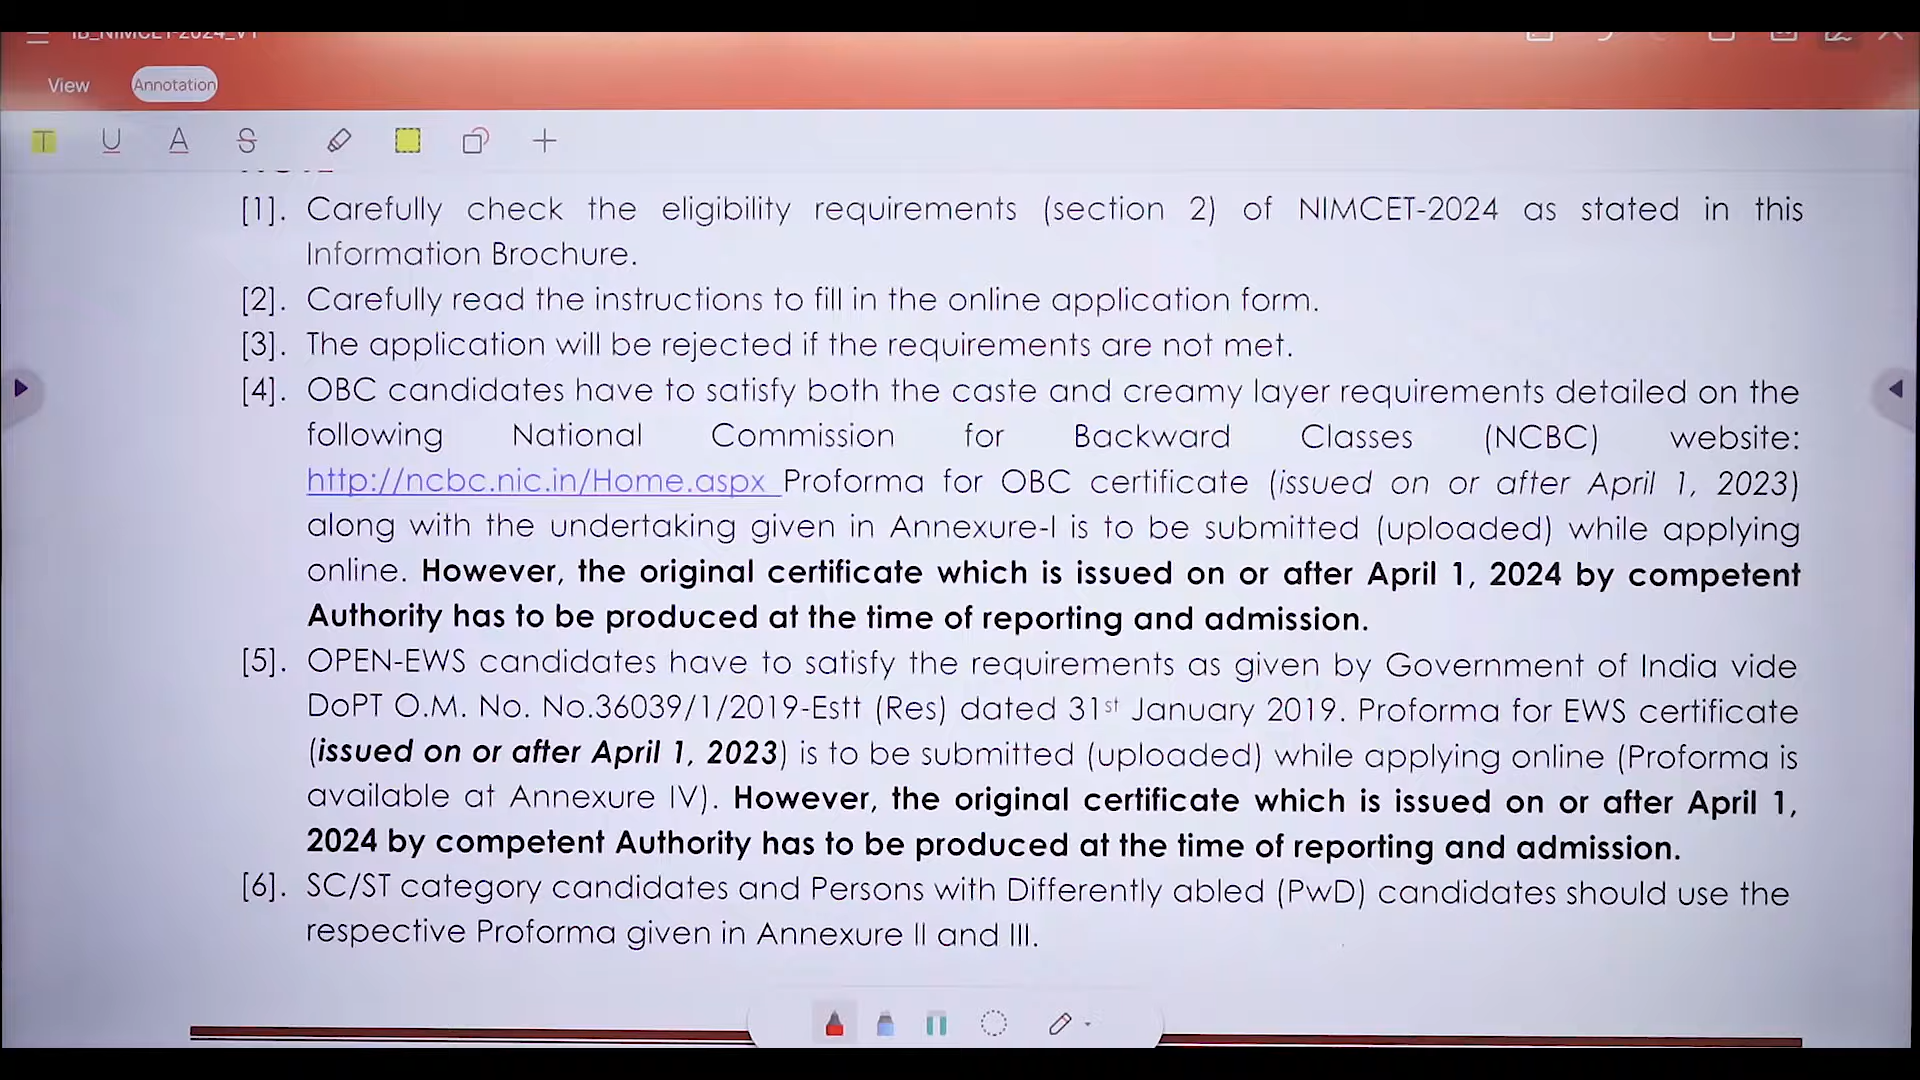 IB_NIMCET-2024_V1
View
Annotation
T U A S
NOTE
[1]. Carefully check the eligibility requirements (section 2) of NIMCET-2024 as stated in this
Information Brochure.
[2]. Carefully read the instructions to fill in the online application form.
[3]. The application will be rejected if the requirements are not met.
[4]. OBC candidates have to satisfy both the caste and creamy layer requirements detailed on the
following National Commission for Backward Classes (NCBC) website:
http://ncbc.nic.in/Home.aspx Proforma for OBC certificate (issued on or after April 1, 2023)
along with the undertaking given in Annexure-I is to be submitted (uploaded) while applying
online. However, the original certificate which is issued on or after April 1, 2024 by competent
Authority has to be produced at the time of reporting and admission.
[5]. OPEN-EWS candidates have to satisfy the requirements as given by Government of India vide
DoPT O.M. No. No.36039/1/2019-Estt (Res) dated 31st January 2019. Proforma for EWS certificate
(issued on or after April 1, 2023) is to be submitted (uploaded) while applying online (Proforma is
available at Annexure IV). However, the original certificate which is issued on or after April 1,
2024 by competent Authority has to be produced at the time of reporting and admission.
[6]. SC/ST category candidates and Persons with Differently abled (PwD) candidates should use the
respective Proforma given in Annexure II and III.